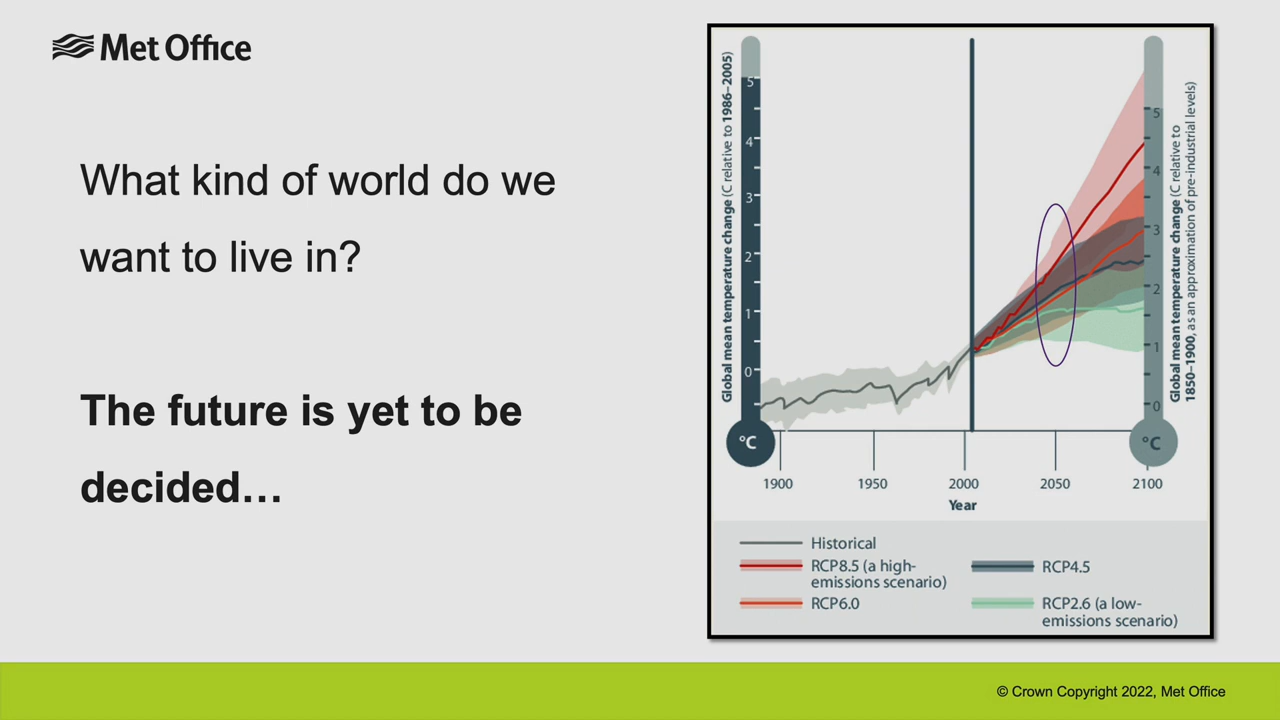 Met Office
What kind of world do we
want to live in?
The future is yet to be
decided…
Global mean temperature change (C relative to 1986–2005)
5
4
3
2
1
0
°C
5
4
3
2
1
0
°C
Global mean temperature change (C relative to
1850–1900, as an approximation of pre-industrial levels)
1900
1950
2000
2050
2100
Year
Historical
RCP8.5 (a high-
emissions scenario)
RCP6.0
RCP4.5
RCP2.6 (a low-
emissions scenario)
© Crown Copyright 2022, Met Office